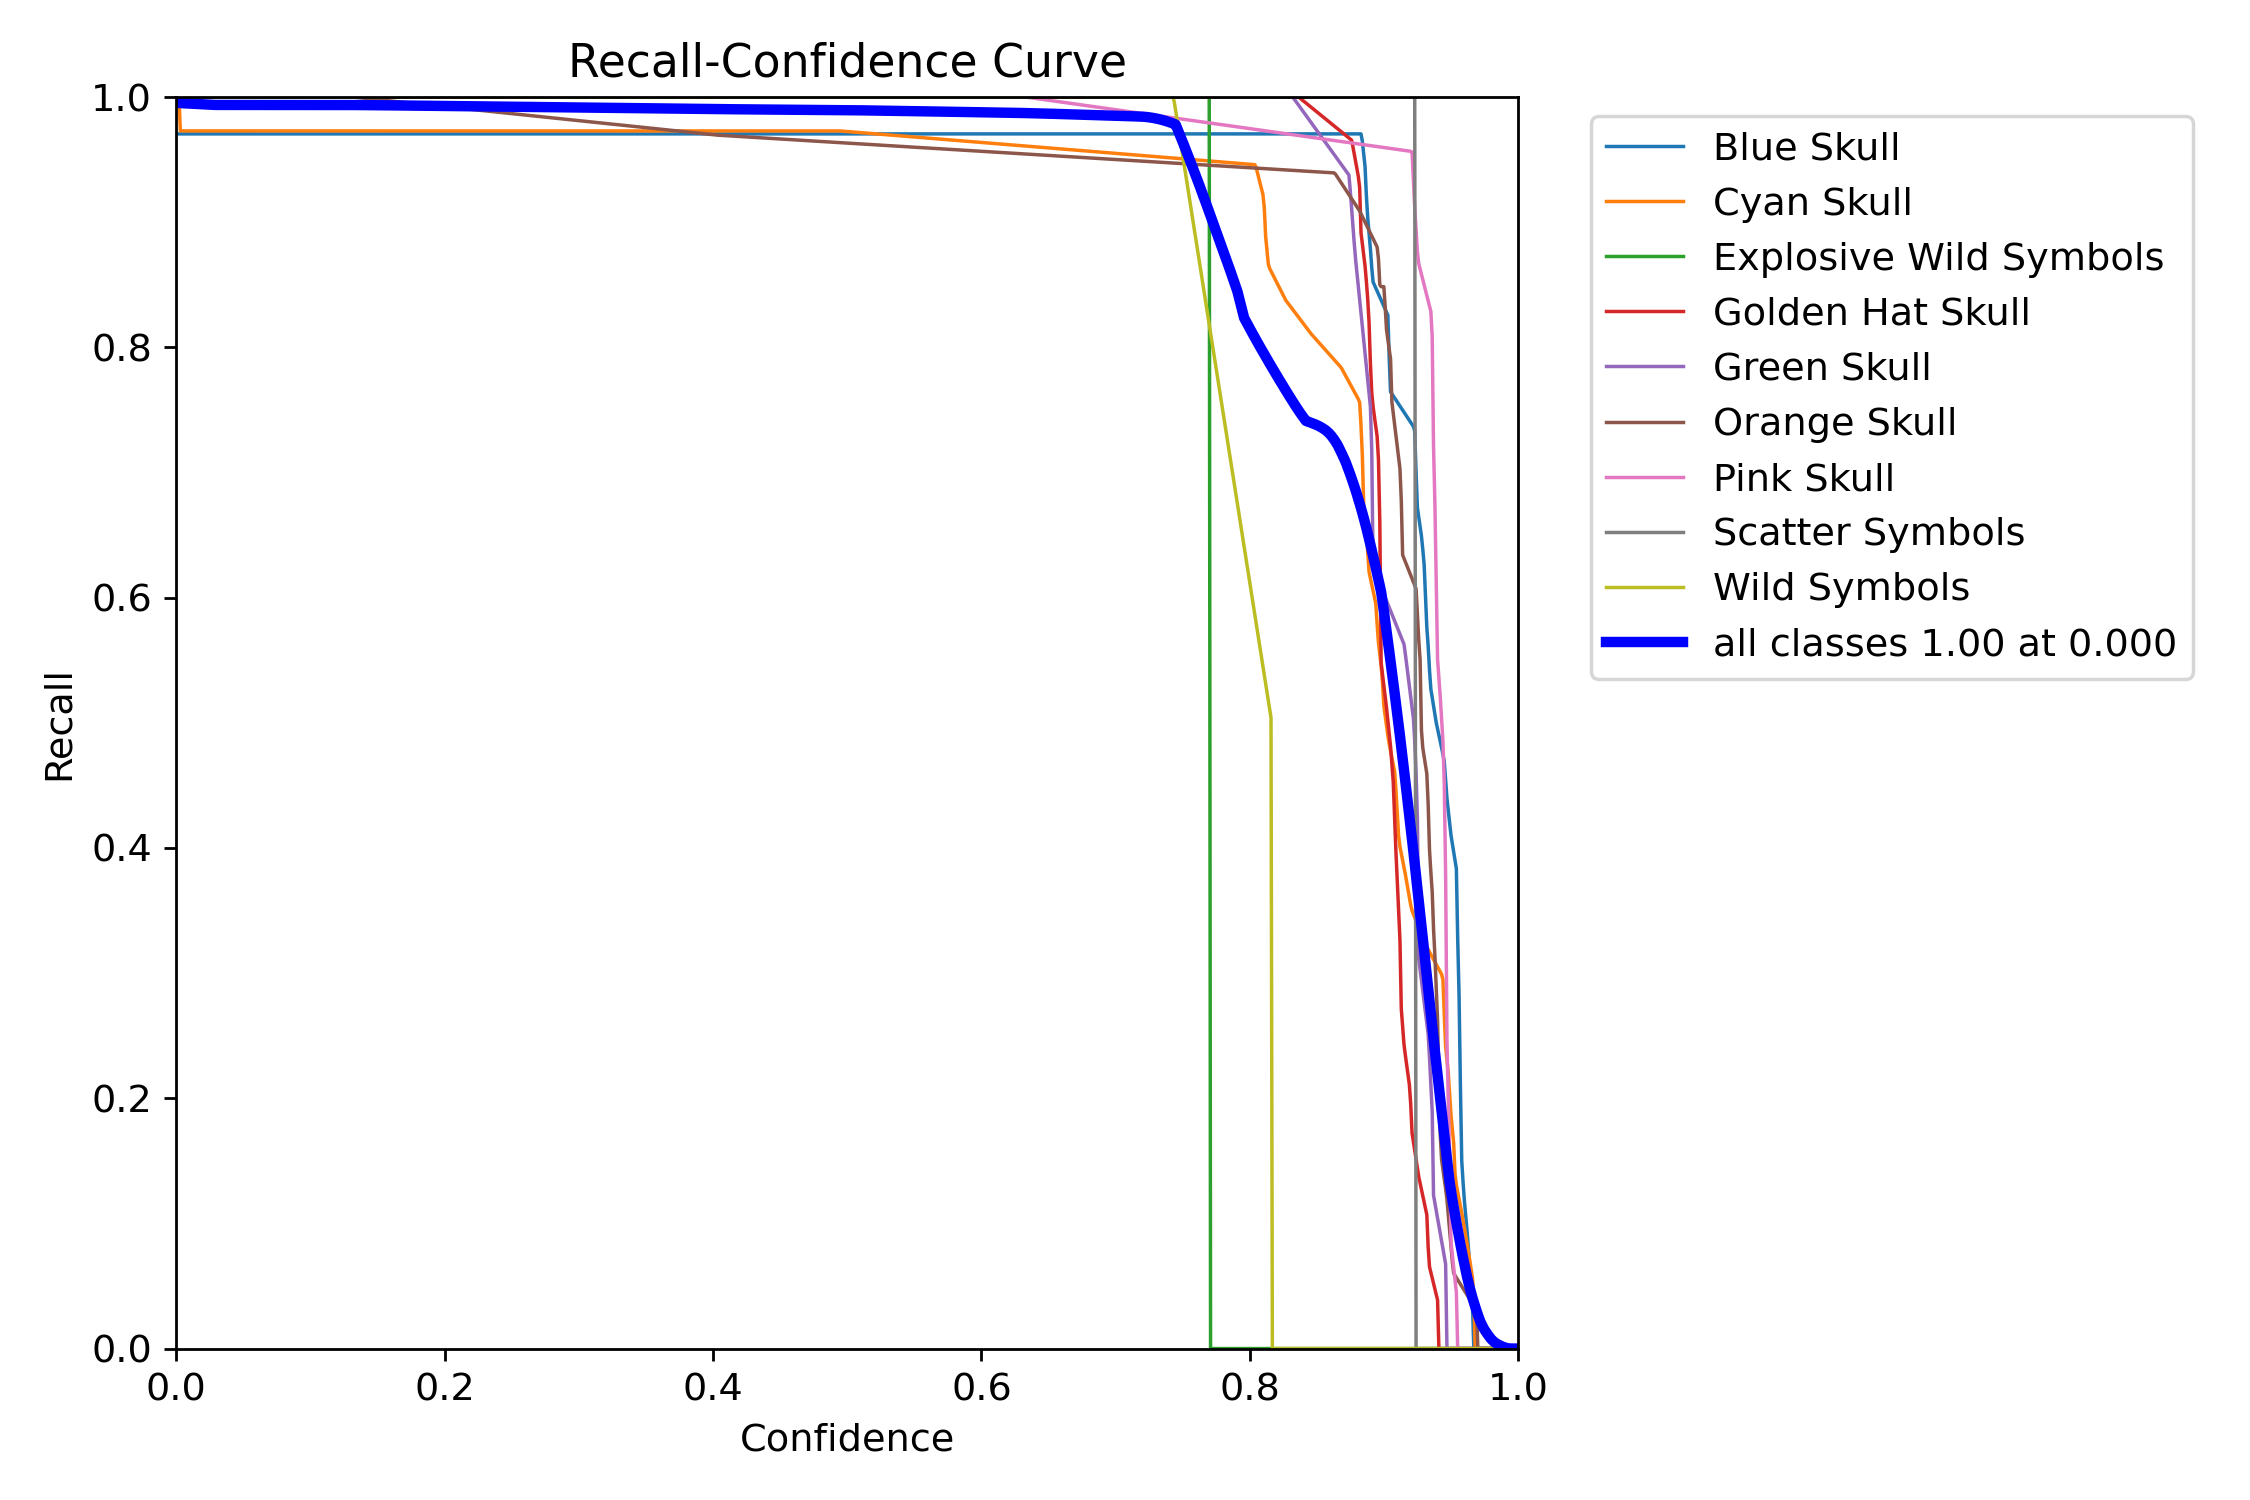 Recall-Confidence Curve
1.0
0.8
0.6
0.4
0.2
0.0
Recall
0.0 0.2 0.4 0.6 0.8 1.0
Confidence
Blue Skull
Cyan Skull
Explosive Wild Symbols
Golden Hat Skull
Green Skull
Orange Skull
Pink Skull
Scatter Symbols
Wild Symbols
all classes 1.00 at 0.000